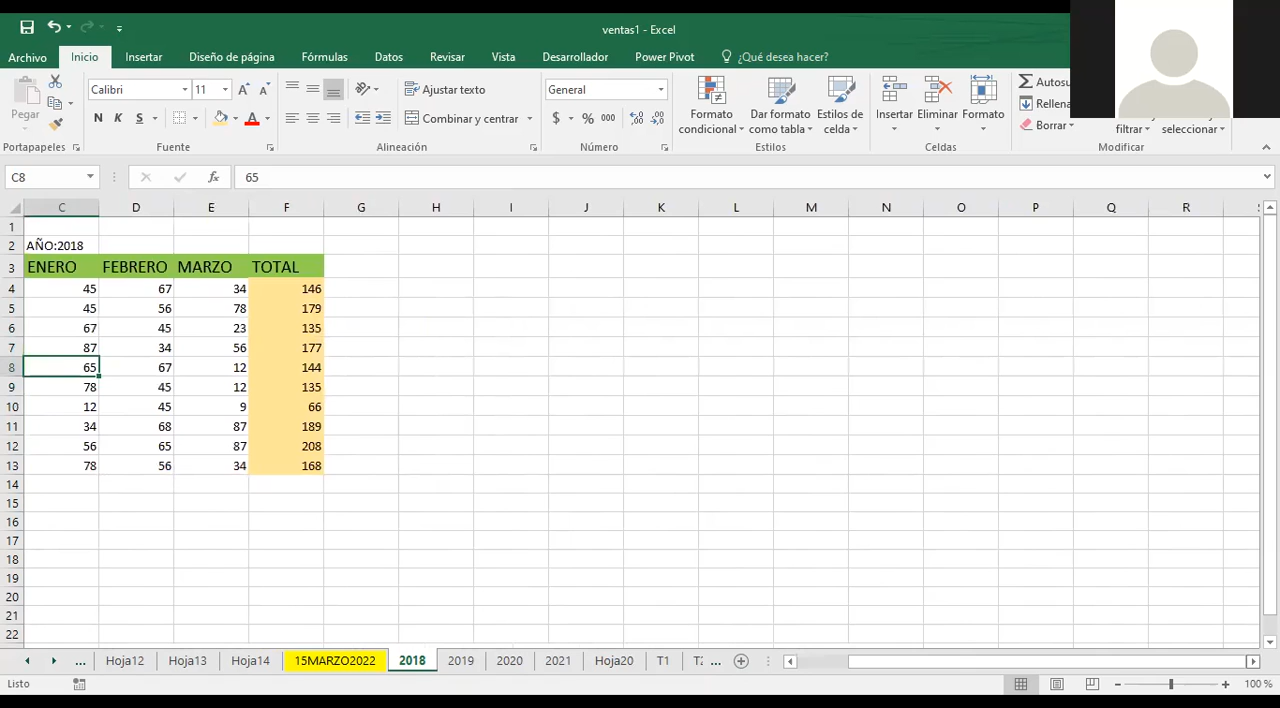 ventas1 - Excel
Archivo Inicio Insertar Diseño de página Fórmulas Datos Revisar Vista Desarrollador Power Pivot ¿Qué desea hacer?
Pegar
Calibri 11
N K S
Ajustar texto
Combinar y centrar
General
$ % 000
Formato condicional
Dar formato como tabla
Estilos de celda
Insertar Eliminar Formato
Autosu
Rellena
Borrar
filtrar seleccionar
Portapapeles Fuente Alineación Número Estilos Celdas Modificar
C8 fx 65
C D E F G H I J K L M N O P Q R
1
2 AÑO:2018
3 ENERO FEBRERO MARZO TOTAL
4 45 67 34 146
5 45 56 78 179
6 67 45 23 135
7 87 34 56 177
8 65 67 12 144
9 78 45 12 135
10 12 45 9 66
11 34 68 87 189
12 56 65 87 208
13 78 56 34 168
14
15
16
17
18
19
20
21
22
... Hoja12 Hoja13 Hoja14 15MARZO2022 2018 2019 2020 2021 Hoja20 T1 ...
Listo 100 %